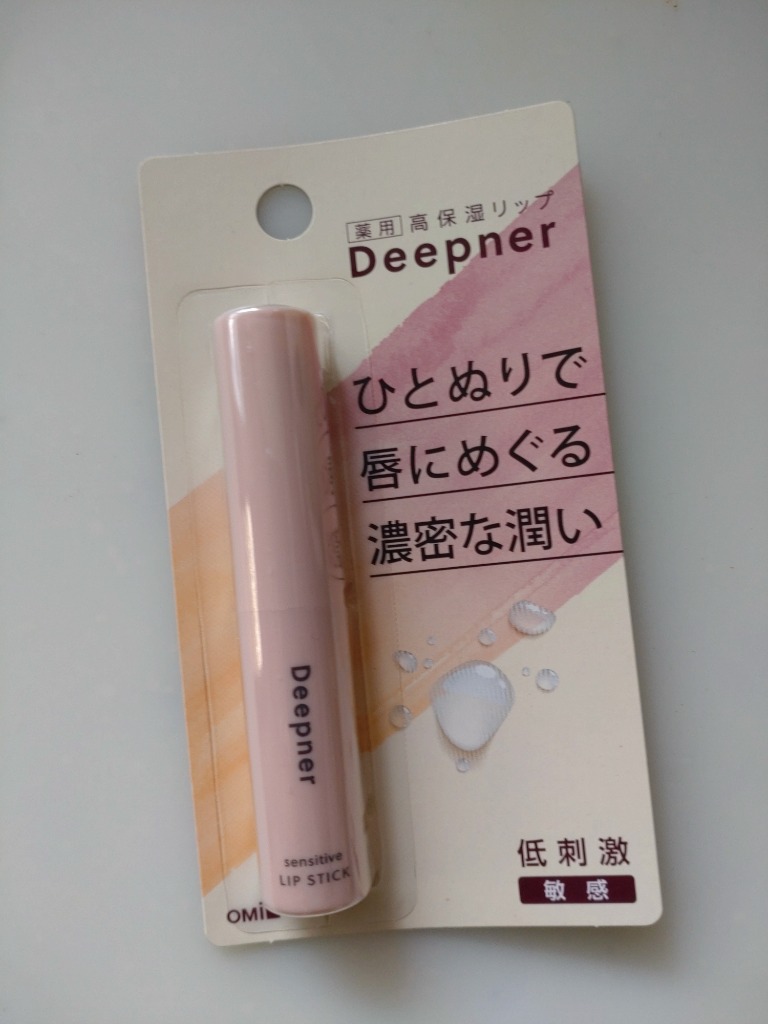 薬用 高保湿リップ
Deepner
ひとぬりで
唇にめぐる
濃密な潤い
Deepner
sensitive
LIP STICK
低刺激
敏感